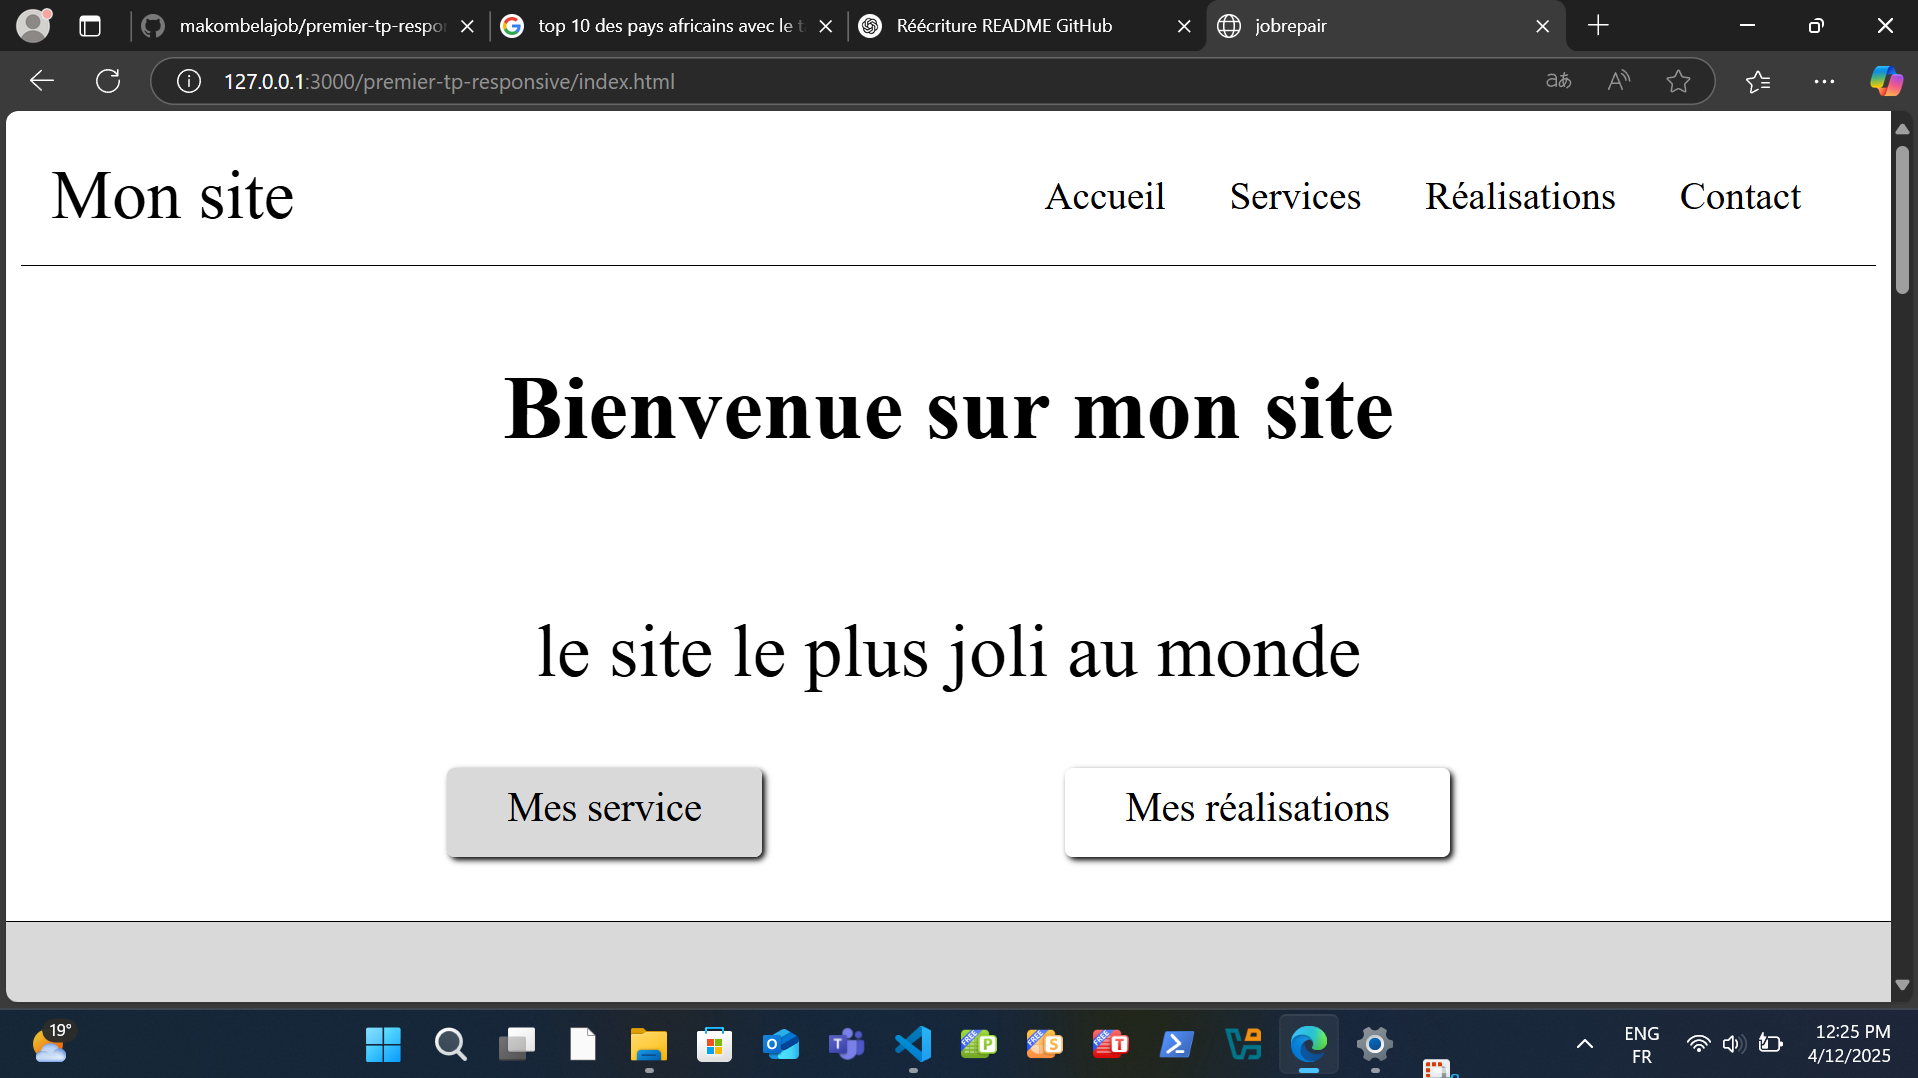 makombelajob/premier-tp-respo
top 10 des pays africains avec le t
Réécriture README GitHub
jobrepair
127.0.0.1:3000/premier-tp-responsive/index.html
Mon site
Accueil
Services
Réalisations
Contact
Bienvenue sur mon site
le site le plus joli au monde
Mes service
Mes réalisations
19°
ENG
FR
12:25 PM
4/12/2025